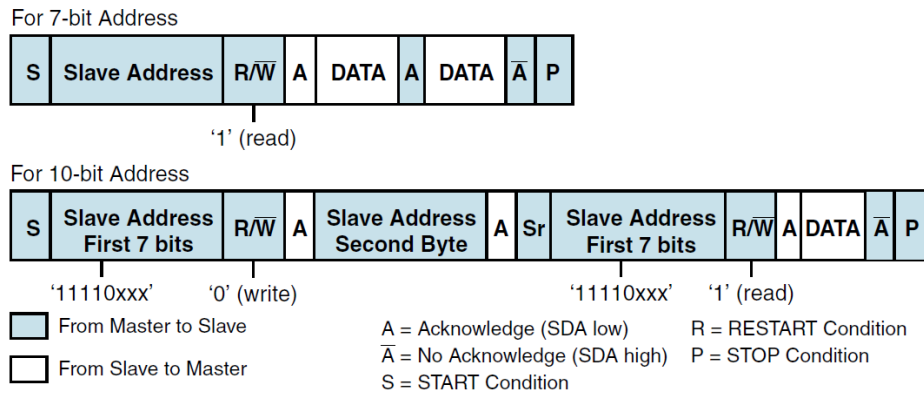 For 7-bit Address
S Slave Address R/W̅ A DATA A DATA A̅ P
‘1’ (read)
For 10-bit Address
S Slave Address First 7 bits R/W̅ A Slave Address Second Byte A Sr Slave Address First 7 bits R/W̅ A DATA A̅ P
‘11110xxx’ ‘0’ (write) ‘11110xxx’ ‘1’ (read)
From Master to Slave
From Slave to Master
A = Acknowledge (SDA low)
A̅ = No Acknowledge (SDA high)
S = START Condition
R = RESTART Condition
P = STOP Condition